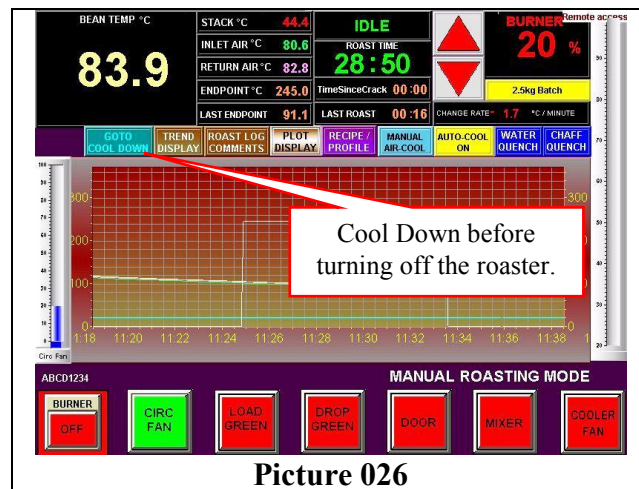 BEAN TEMP °C
83.9
STACK °C 44.4
INLET AIR °C 80.6
RETURN AIR °C 82.8
ENDPOINT °C 245.0
LAST ENDPOINT 91.1
IDLE
ROAST TIME
28:50
TimeSinceCrack 00:00
LAST ROAST 00:16
BURNER
20 %
Remote access
2.5kg Batch
CHANGE RATE= 1.7 °C / MINUTE
GOTO COOL DOWN
TREND DISPLAY
ROAST LOG COMMENTS
PLOT DISPLAY
RECIPE / PROFILE
MANUAL AIR-COOL
AUTO-COOL ON
WATER QUENCH
CHAFF QUENCH
Cool Down before
turning off the roaster.
300
200
100
0
300
0
1:18 11:20 11:22 11:24 11:26 11:28 11:30 11:32 11:34 11:36 11:38 1
Circ Fan
ABCD1234
MANUAL ROASTING MODE
BURNER
OFF
CIRC
FAN
LOAD
GREEN
DROP
GREEN
DOOR
MIXER
COOLER
FAN
Picture 026